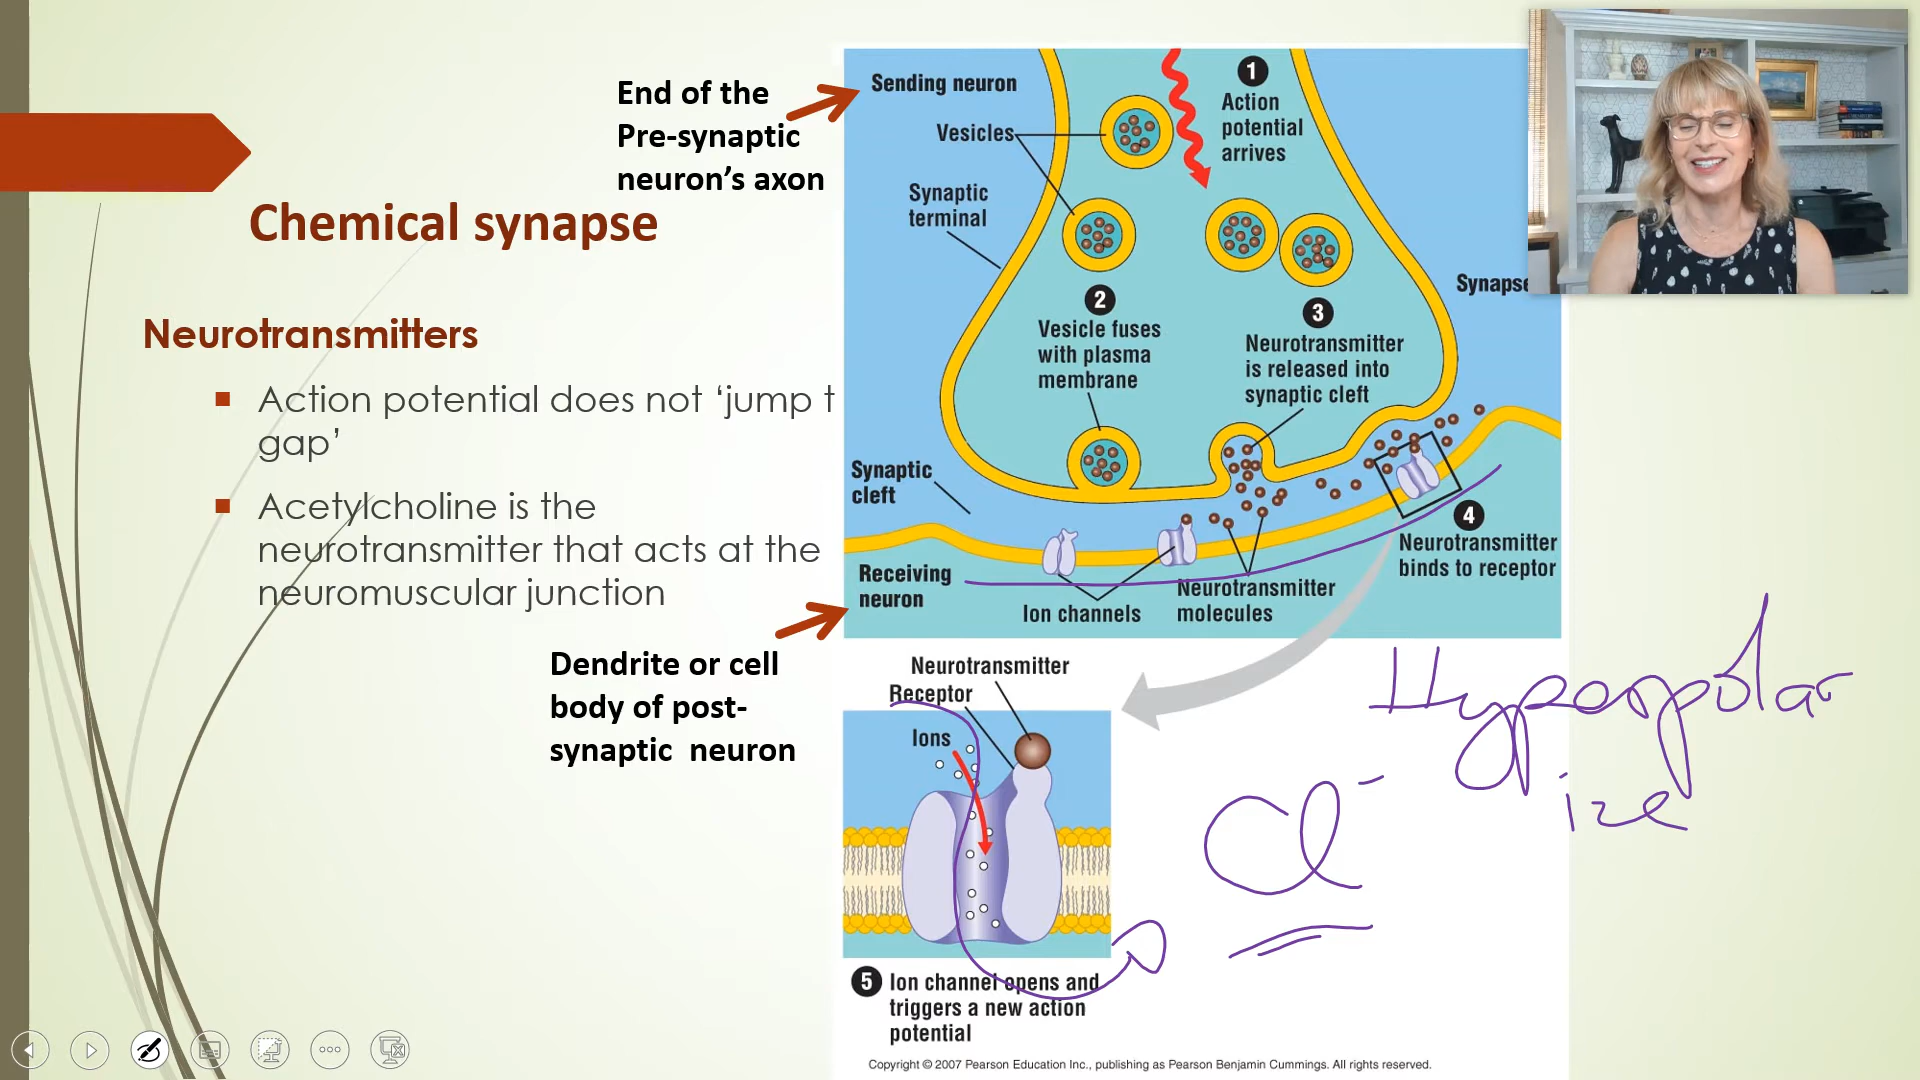 Chemical synapse
Neurotransmitters
Action potential does not ‘jump t
gap’
Acetylcholine is the
neurotransmitter that acts at the
neuromuscular junction
End of the
Pre-synaptic
neuron’s axon
Dendrite or cell
body of post-
synaptic neuron
Sending neuron
Vesicles
Synaptic
terminal
1
Action
potential
arrives
2
Vesicle fuses
with plasma
membrane
3
Neurotransmitter
is released into
synaptic cleft
Synapse
Synaptic
cleft
Receiving
neuron
Ion channels
Neurotransmitter
molecules
4
Neurotransmitter
binds to receptor
Neurotransmitter
Receptor
Ions
5 Ion channel opens and
triggers a new action
potential
Hyperpolar
ize
Cl⁻
Copyright © 2007 Pearson Education Inc., publishing as Pearson Benjamin Cummings. All rights reserved.